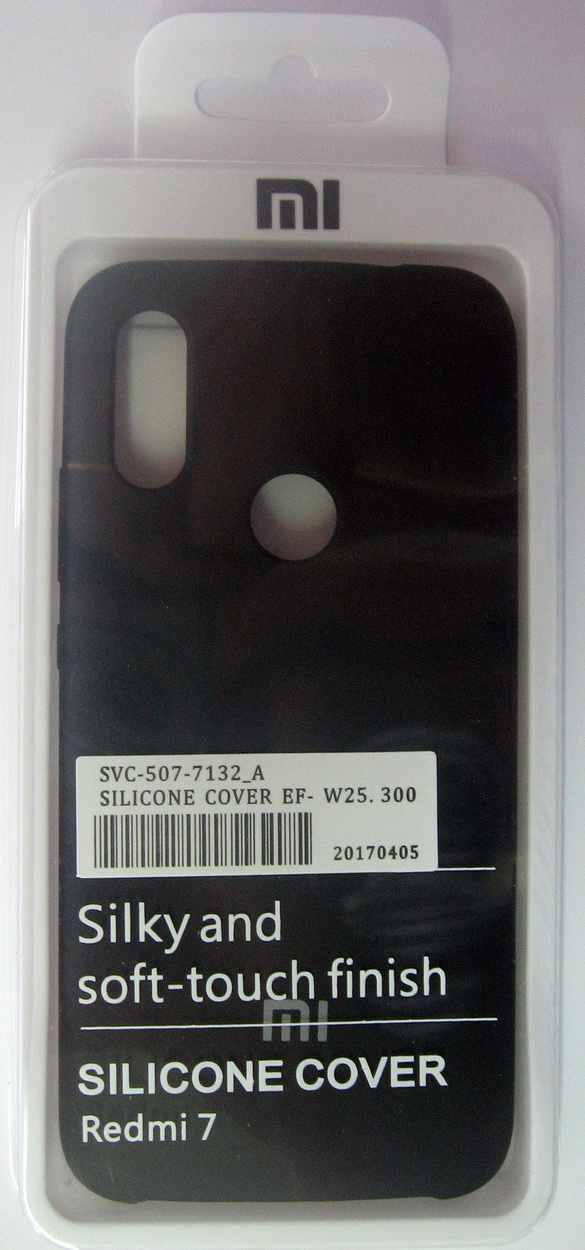 MI
SVC-507-7132_A
SILICONE COVER EF- W25. 300
20170405
Silky and
soft-touch finish
MI
SILICONE COVER
Redmi 7